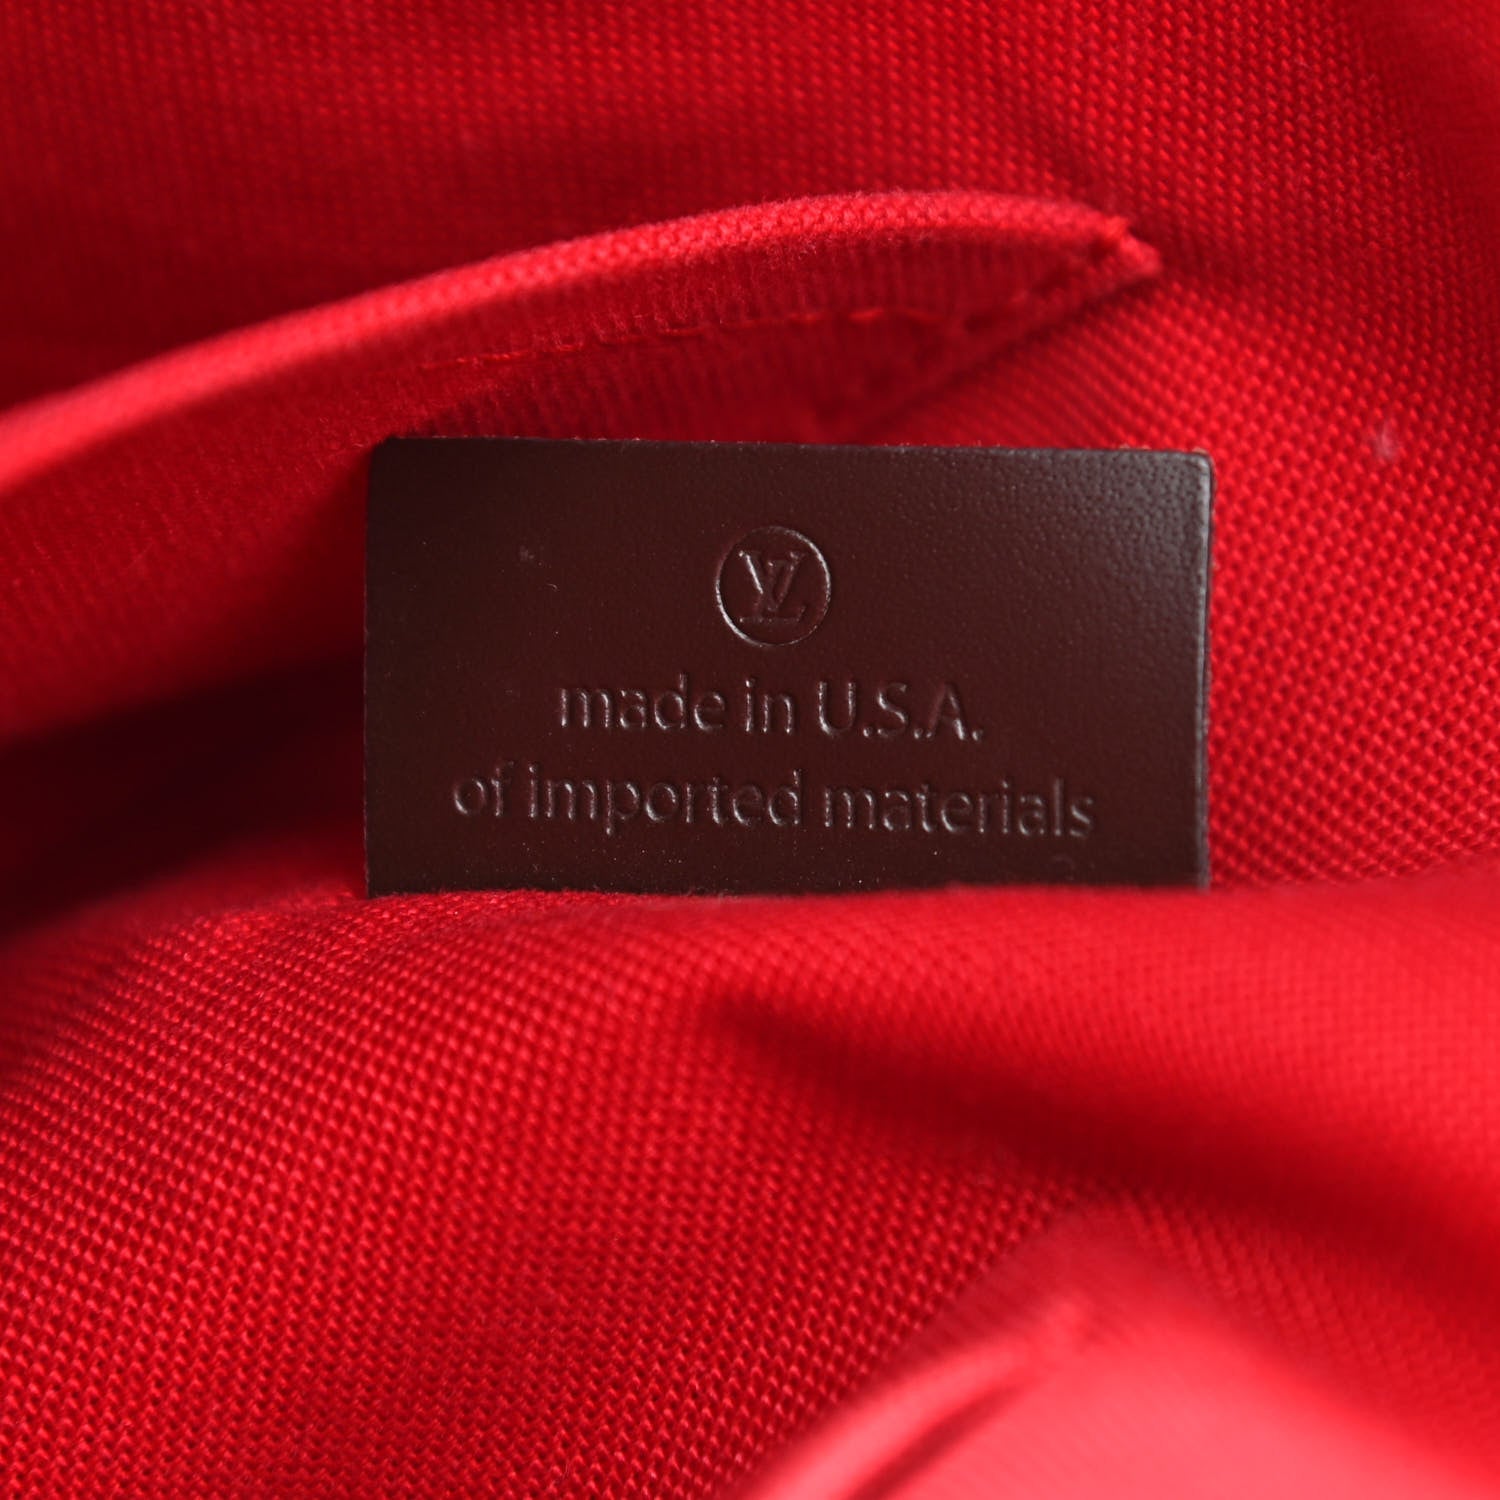 LV
made in U.S.A.
of imported materials